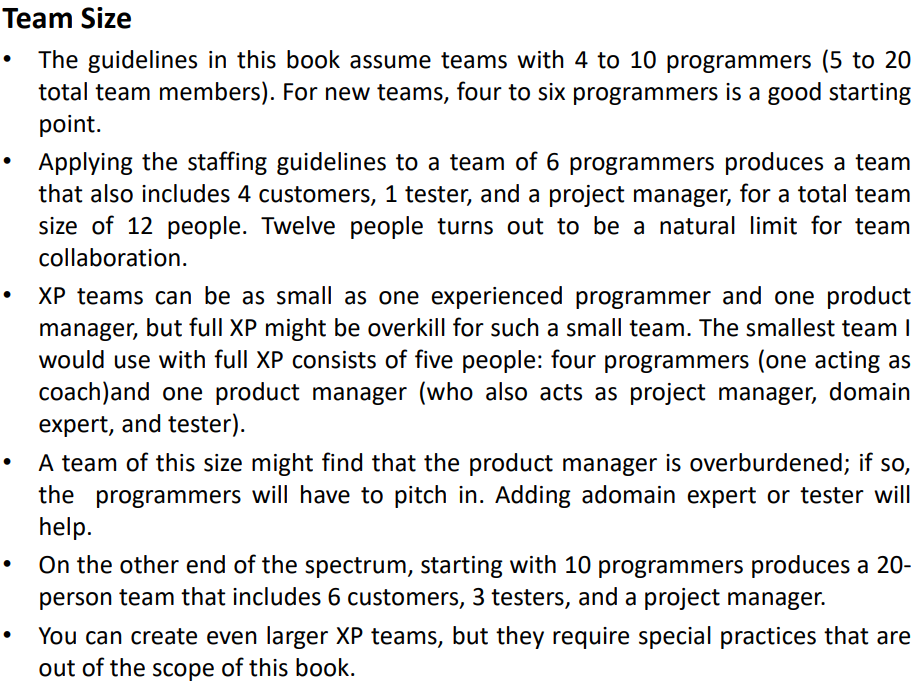 Team Size
• The guidelines in this book assume teams with 4 to 10 programmers (5 to 20
total team members). For new teams, four to six programmers is a good starting
point.
• Applying the staffing guidelines to a team of 6 programmers produces a team
that also includes 4 customers, 1 tester, and a project manager, for a total team
size of 12 people. Twelve people turns out to be a natural limit for team
collaboration.
• XP teams can be as small as one experienced programmer and one product
manager, but full XP might be overkill for such a small team. The smallest team I
would use with full XP consists of five people: four programmers (one acting as
coach)and one product manager (who also acts as project manager, domain
expert, and tester).
• A team of this size might find that the product manager is overburdened; if so,
the  programmers will have to pitch in. Adding adomain expert or tester will
help.
• On the other end of the spectrum, starting with 10 programmers produces a 20-
person team that includes 6 customers, 3 testers, and a project manager.
• You can create even larger XP teams, but they require special practices that are
out of the scope of this book.